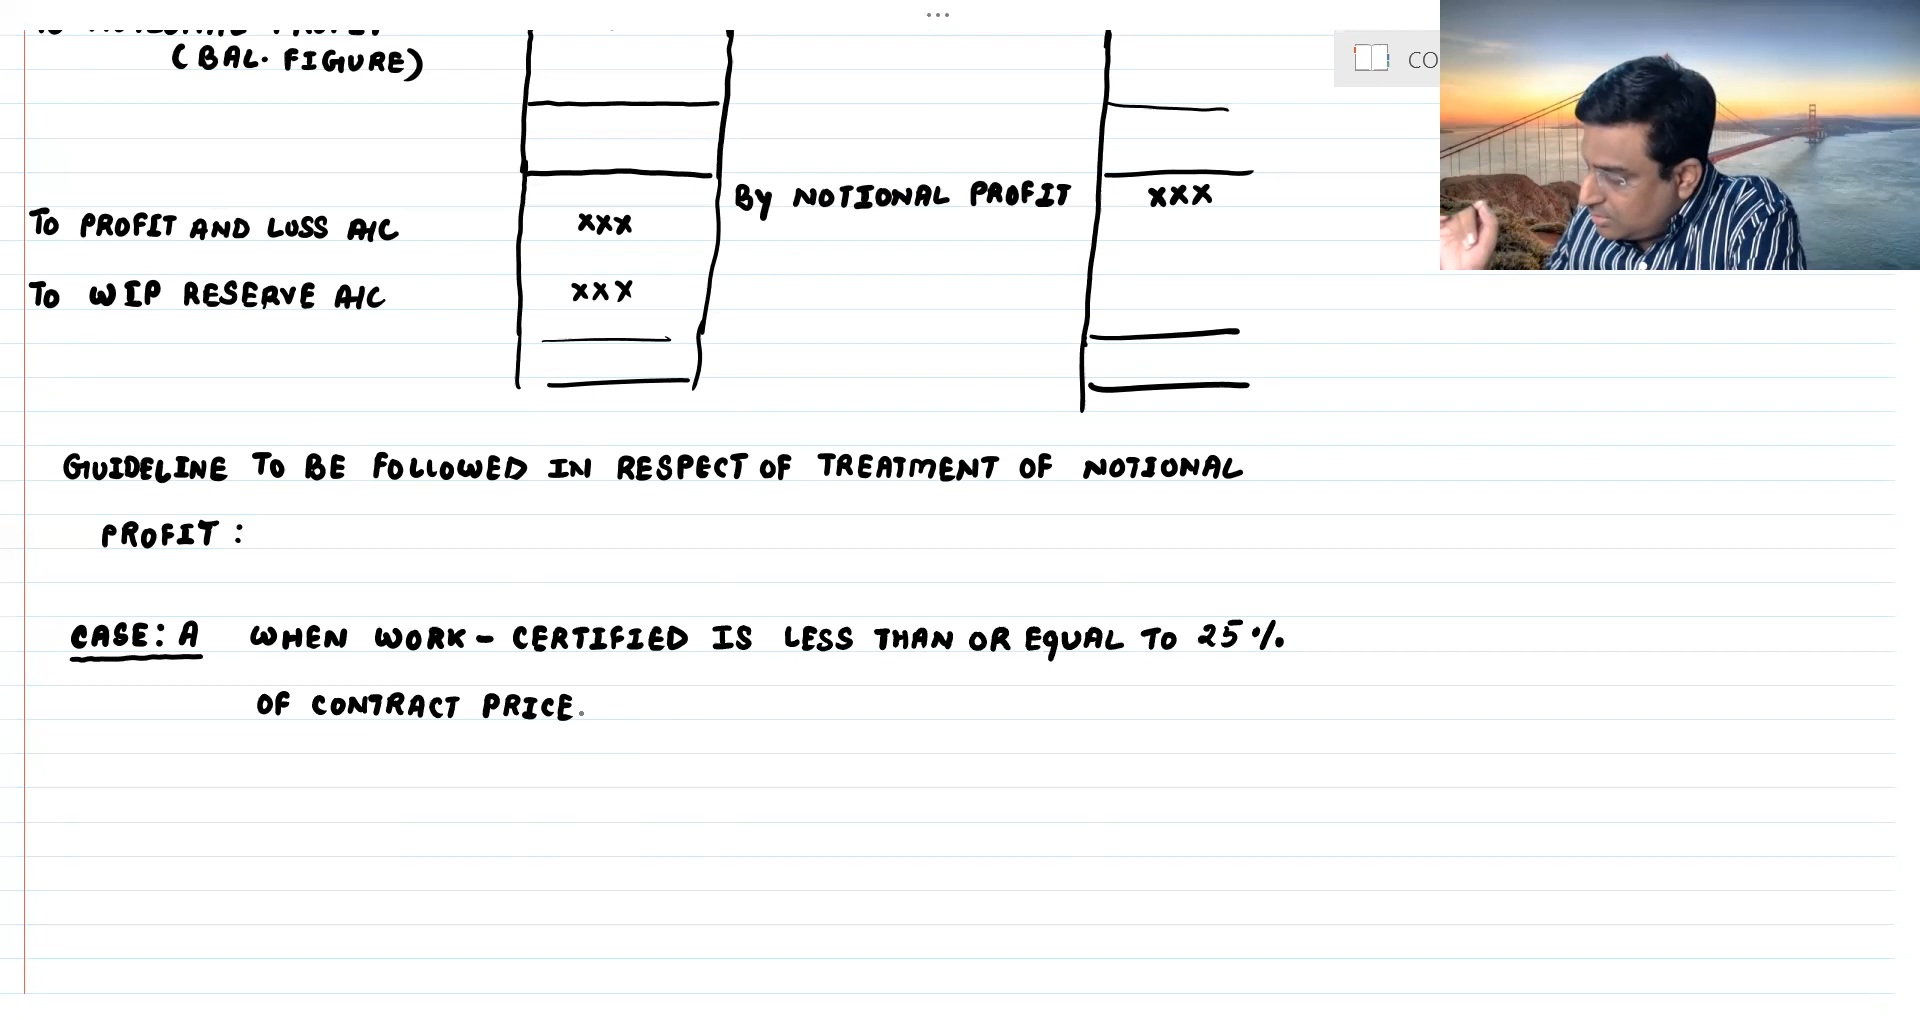 (BAL. FIGURE)
CO
By NOTIONAL PROFIT XXX
To PROFIT AND LOSS A/C XXX
To WIP RESERVE A/C XXX
GUIDELINE TO BE FOLLOWED IN RESPECT OF TREATMENT OF NOTIONAL
PROFIT :
CASE: A WHEN WORK - CERTIFIED IS LESS THAN OR EQUAL TO 25%
OF CONTRACT PRICE.